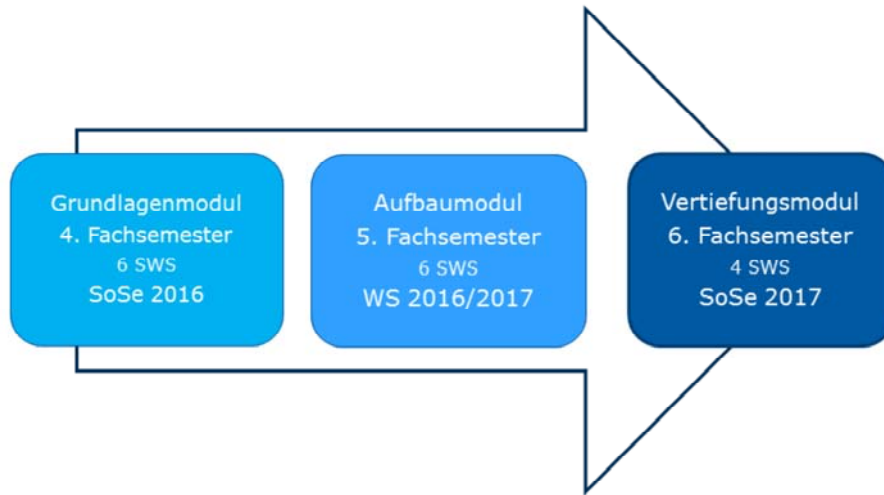 Grundlagenmodul
4. Fachsemester
6 SWS
SoSe 2016
Aufbaumodul
5. Fachsemester
6 SWS
WS 2016/2017
Vertiefungsmodul
6. Fachsemester
4 SWS
SoSe 2017